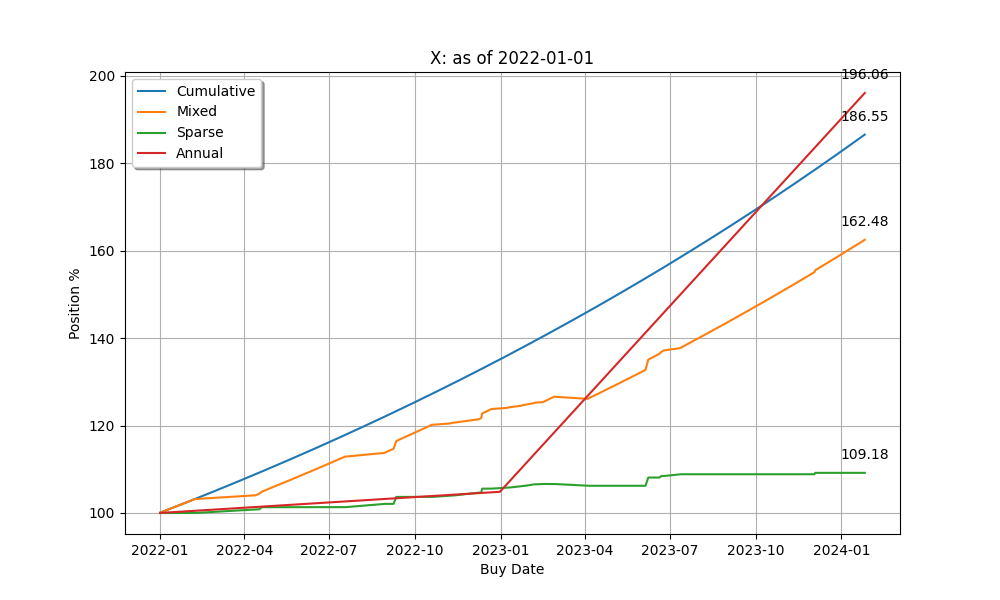 X: as of 2022-01-01
Cumulative
Mixed
Sparse
Annual
196.06
186.55
162.48
109.18
200
180
160
140
120
100
Position %
2022-01 2022-04 2022-07 2022-10 2023-01 2023-04 2023-07 2023-10 2024-01
Buy Date